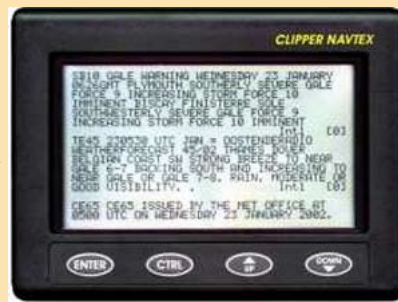 CLIPPER NAVTEX
SB10 GALE WARNING WEDNESDAY 23 JANUARY
0626GMT PLYMOUTH SOUTHERLY SEVERE GALE
FORCE 9 INCREASING STORM FORCE 10
IMMINENT BISCAY FINISTERRE SOLE
SOUTHWESTERLY SEVERE GALE FORCE 9
INCREASING STORM FORCE 10 IMMINENT
Int1 [0]
TE45 230530 UTC JAN = OOSTENDERADIO
WEATHERFORECAST 45/02 THAMES DOVER
BELGIAN COAST SW STRONG BREEZE TO NEAR
GALE 6-7 BACKING SOUTH AND INCREASING TO
NEAR GALE OR GALE 7-8. RAIN. MODERATE OR
GOOD VISIBILITY. .
Int1 [0]
CE65 CE65 ISSUED BY THE MET OFFICE AT
0500 UTC ON WEDNESDAY 23 JANUARY 2002.
ENTER CTRL UP DOWN